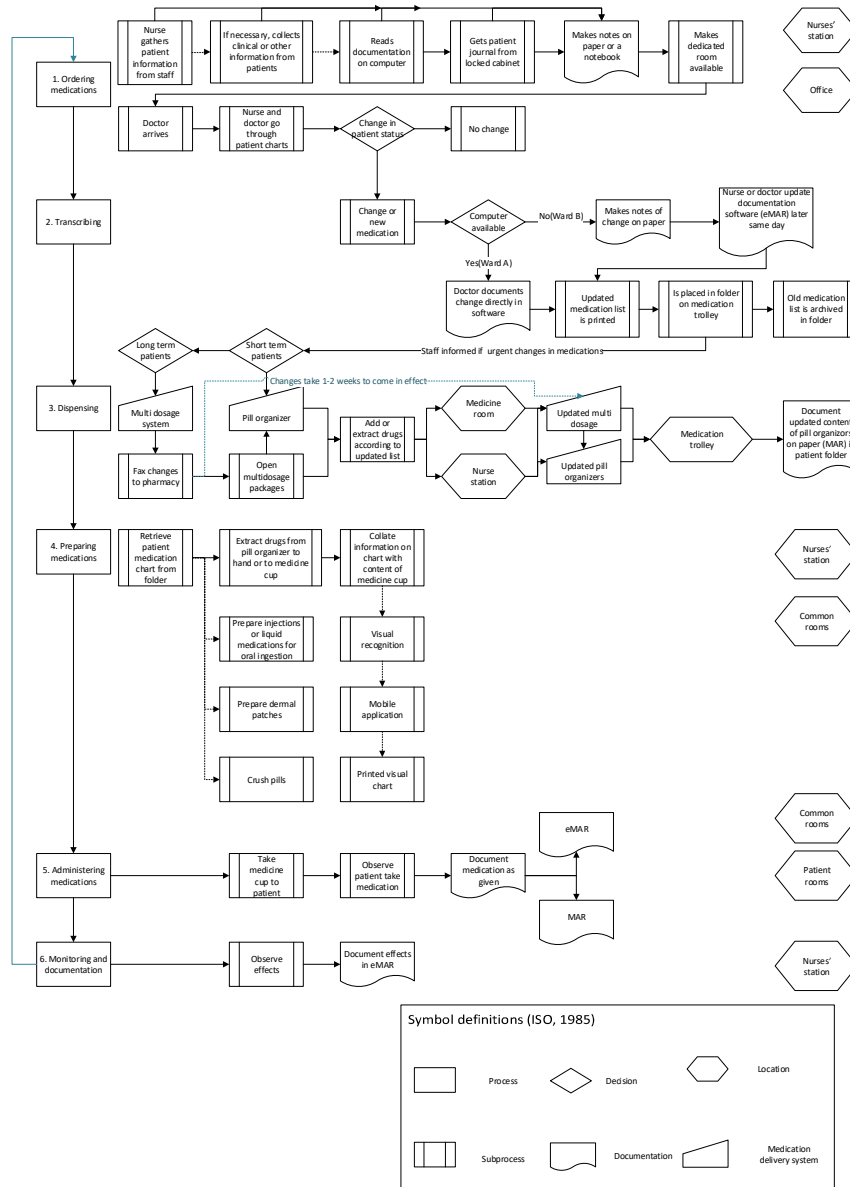 Nurse
gathers
patient
information
from staff
If necessary, collects
clinical or other
information from
patients
Reads
documentation
on computer
Gets patient
journal from
locked cabinet
Makes notes on
paper or a
notebook
Makes
dedicated
room
available
Nurses'
station
1. Ordering
medications
Office
Doctor
arrives
Nurse and
doctor go
through
patient charts
Change in
patient status
No change
2. Transcribing
Change or
new
medication
Computer
available
No(Ward B)
Makes notes of
change on paper
Nurse or doctor update
documentation
software (eMAR) later
same day
Yes(Ward A)
Doctor documents
change directly in
software
Updated
medication list
is printed
Is placed in folder
on medication
trolley
Old medication
list is archived
in folder
Long term
patients
Short term
patients
Staff informed if urgent changes in medications
Changes take 1-2 weeks to come in effect
3. Dispensing
Multi dosage
system
Pill organizer
Add or
extract drugs
according to
updated list
Medicine
room
Updated multi
dosage
Medication
trolley
Document
updated content
of pill organizors
on paper (MAR) i
patient folder
Fax changes
to pharmacy
Open
multidosage
packages
Nurse
station
Updated pill
organizers
4. Preparing
medications
Retrieve
patient
medication
chart from
folder
Extract drugs from
pill organizer to
hand or to medicine
cup
Collate
information on
chart with
content of
medicine cup
Nurses'
station
Prepare injections
or liquid
medications for
oral ingestion
Visual
recognition
Common
rooms
Prepare dermal
patches
Mobile
application
Crush pills
Printed visual
chart
Common
rooms
eMAR
5. Administering
medications
Take
medicine
cup to
patient
Observe
patient take
medication
Document
medication as
given
Patient
rooms
MAR
6. Monitoring and
documentation
Observe
effects
Document effects
in eMAR
Nurses'
station
Symbol definitions (ISO, 1985)
Process
Decision
Location
Subprocess
Documentation
Medication
delivery system